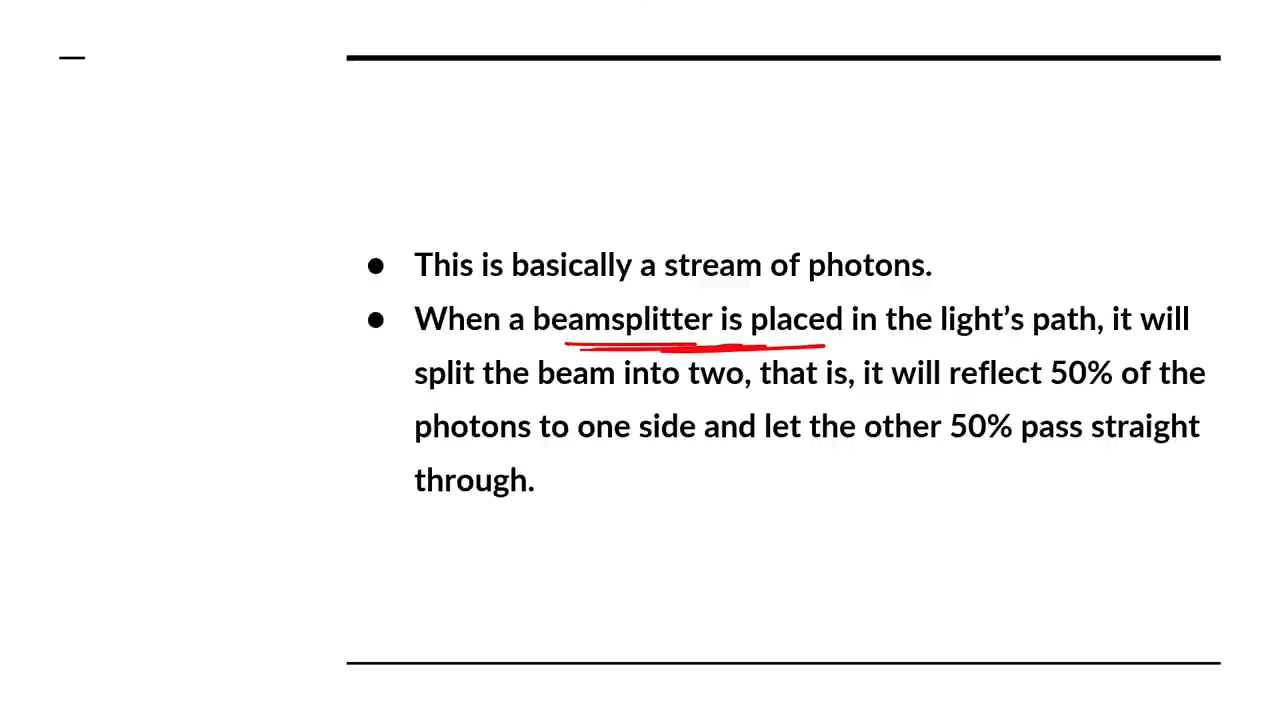 ● This is basically a stream of photons.
● When a beamsplitter is placed in the light’s path, it will
split the beam into two, that is, it will reflect 50% of the
photons to one side and let the other 50% pass straight
through.